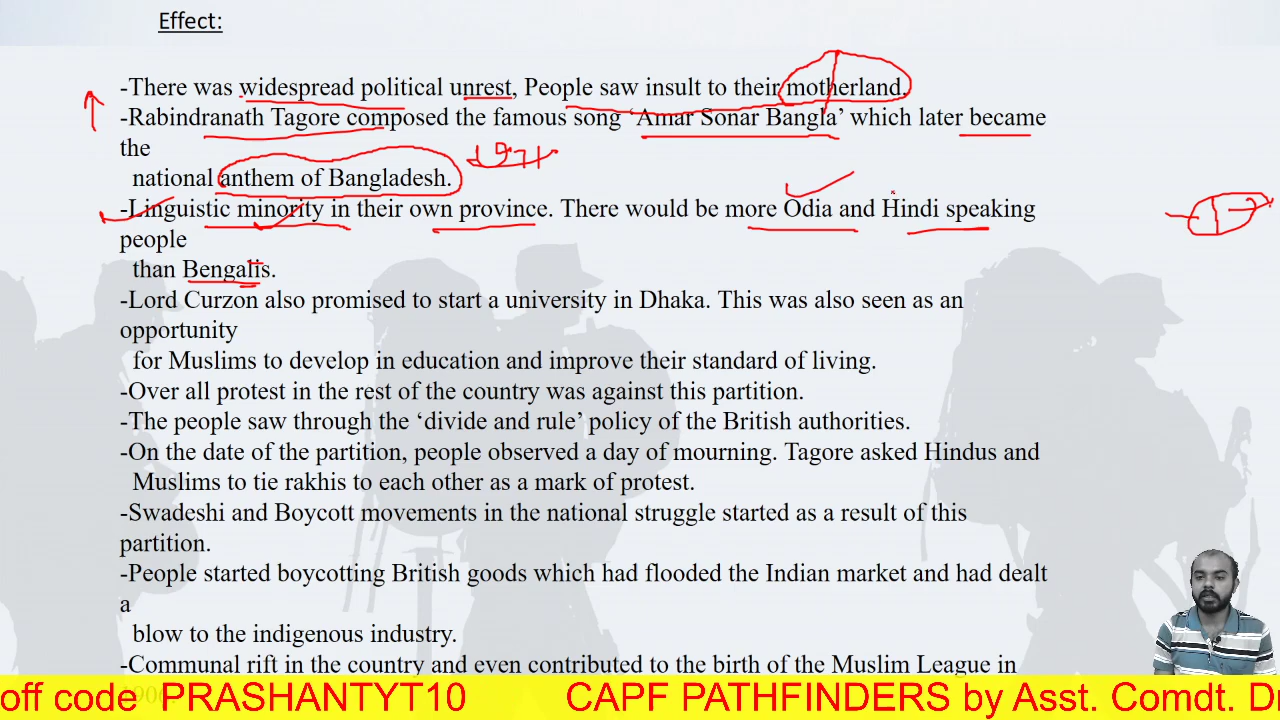 Effect:
-There was widespread political unrest, People saw insult to their motherland.
-Rabindranath Tagore composed the famous song ‘Amar Sonar Bangla’ which later became
the
national anthem of Bangladesh.
1971
-Linguistic minority in their own province. There would be more Odia and Hindi speaking
people
than Bengalis.
-Lord Curzon also promised to start a university in Dhaka. This was also seen as an
opportunity
for Muslims to develop in education and improve their standard of living.
-Over all protest in the rest of the country was against this partition.
-The people saw through the ‘divide and rule’ policy of the British authorities.
-On the date of the partition, people observed a day of mourning. Tagore asked Hindus and
Muslims to tie rakhis to each other as a mark of protest.
-Swadeshi and Boycott movements in the national struggle started as a result of this
partition.
-People started boycotting British goods which had flooded the Indian market and had dealt
a
blow to the indigenous industry.
-Communal rift in the country and even contributed to the birth of the Muslim League in
off code PRASHANTYT10 CAPF PATHFINDERS by Asst. Comdt.